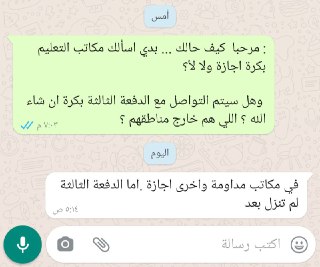 أمس
: مرحبا كيف حالك ... بدي اسألك مكاتب التعليم
بكرة اجازة ولا لأ؟
وهل سيتم التواصل مع الدفعة الثالثة بكرة ان شاء
الله ؟ اللي هم خارج مناطقهم ؟
٧:٠٣ م
اليوم
في مكاتب مداومة واخرى اجازة .اما الدفعة الثالثة
لم تنزل بعد
٥:١٤ ص
اكتب رسالة